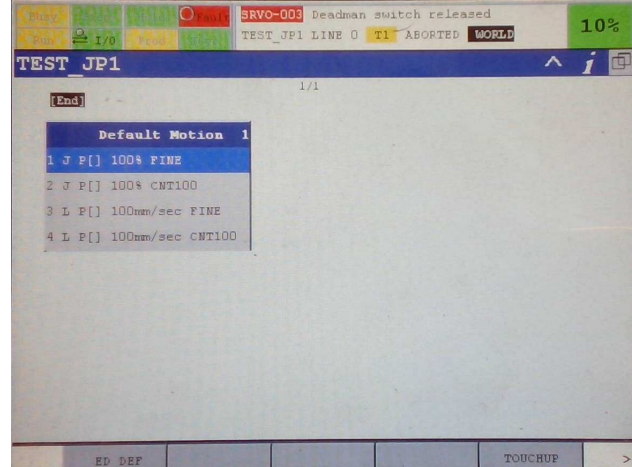 Busy
Fault
SRVO-003 Deadman switch released
Run
I/O
Prod
TEST_JP1 LINE 0 T1 ABORTED WORLD
10%
TEST_JP1
1/1
[End]
Default Motion 1
1 J P[] 100% FINE
2 J P[] 100% CNT100
3 L P[] 100mm/sec FINE
4 L P[] 100mm/sec CNT100
ED_DEF
TOUCHUP
>